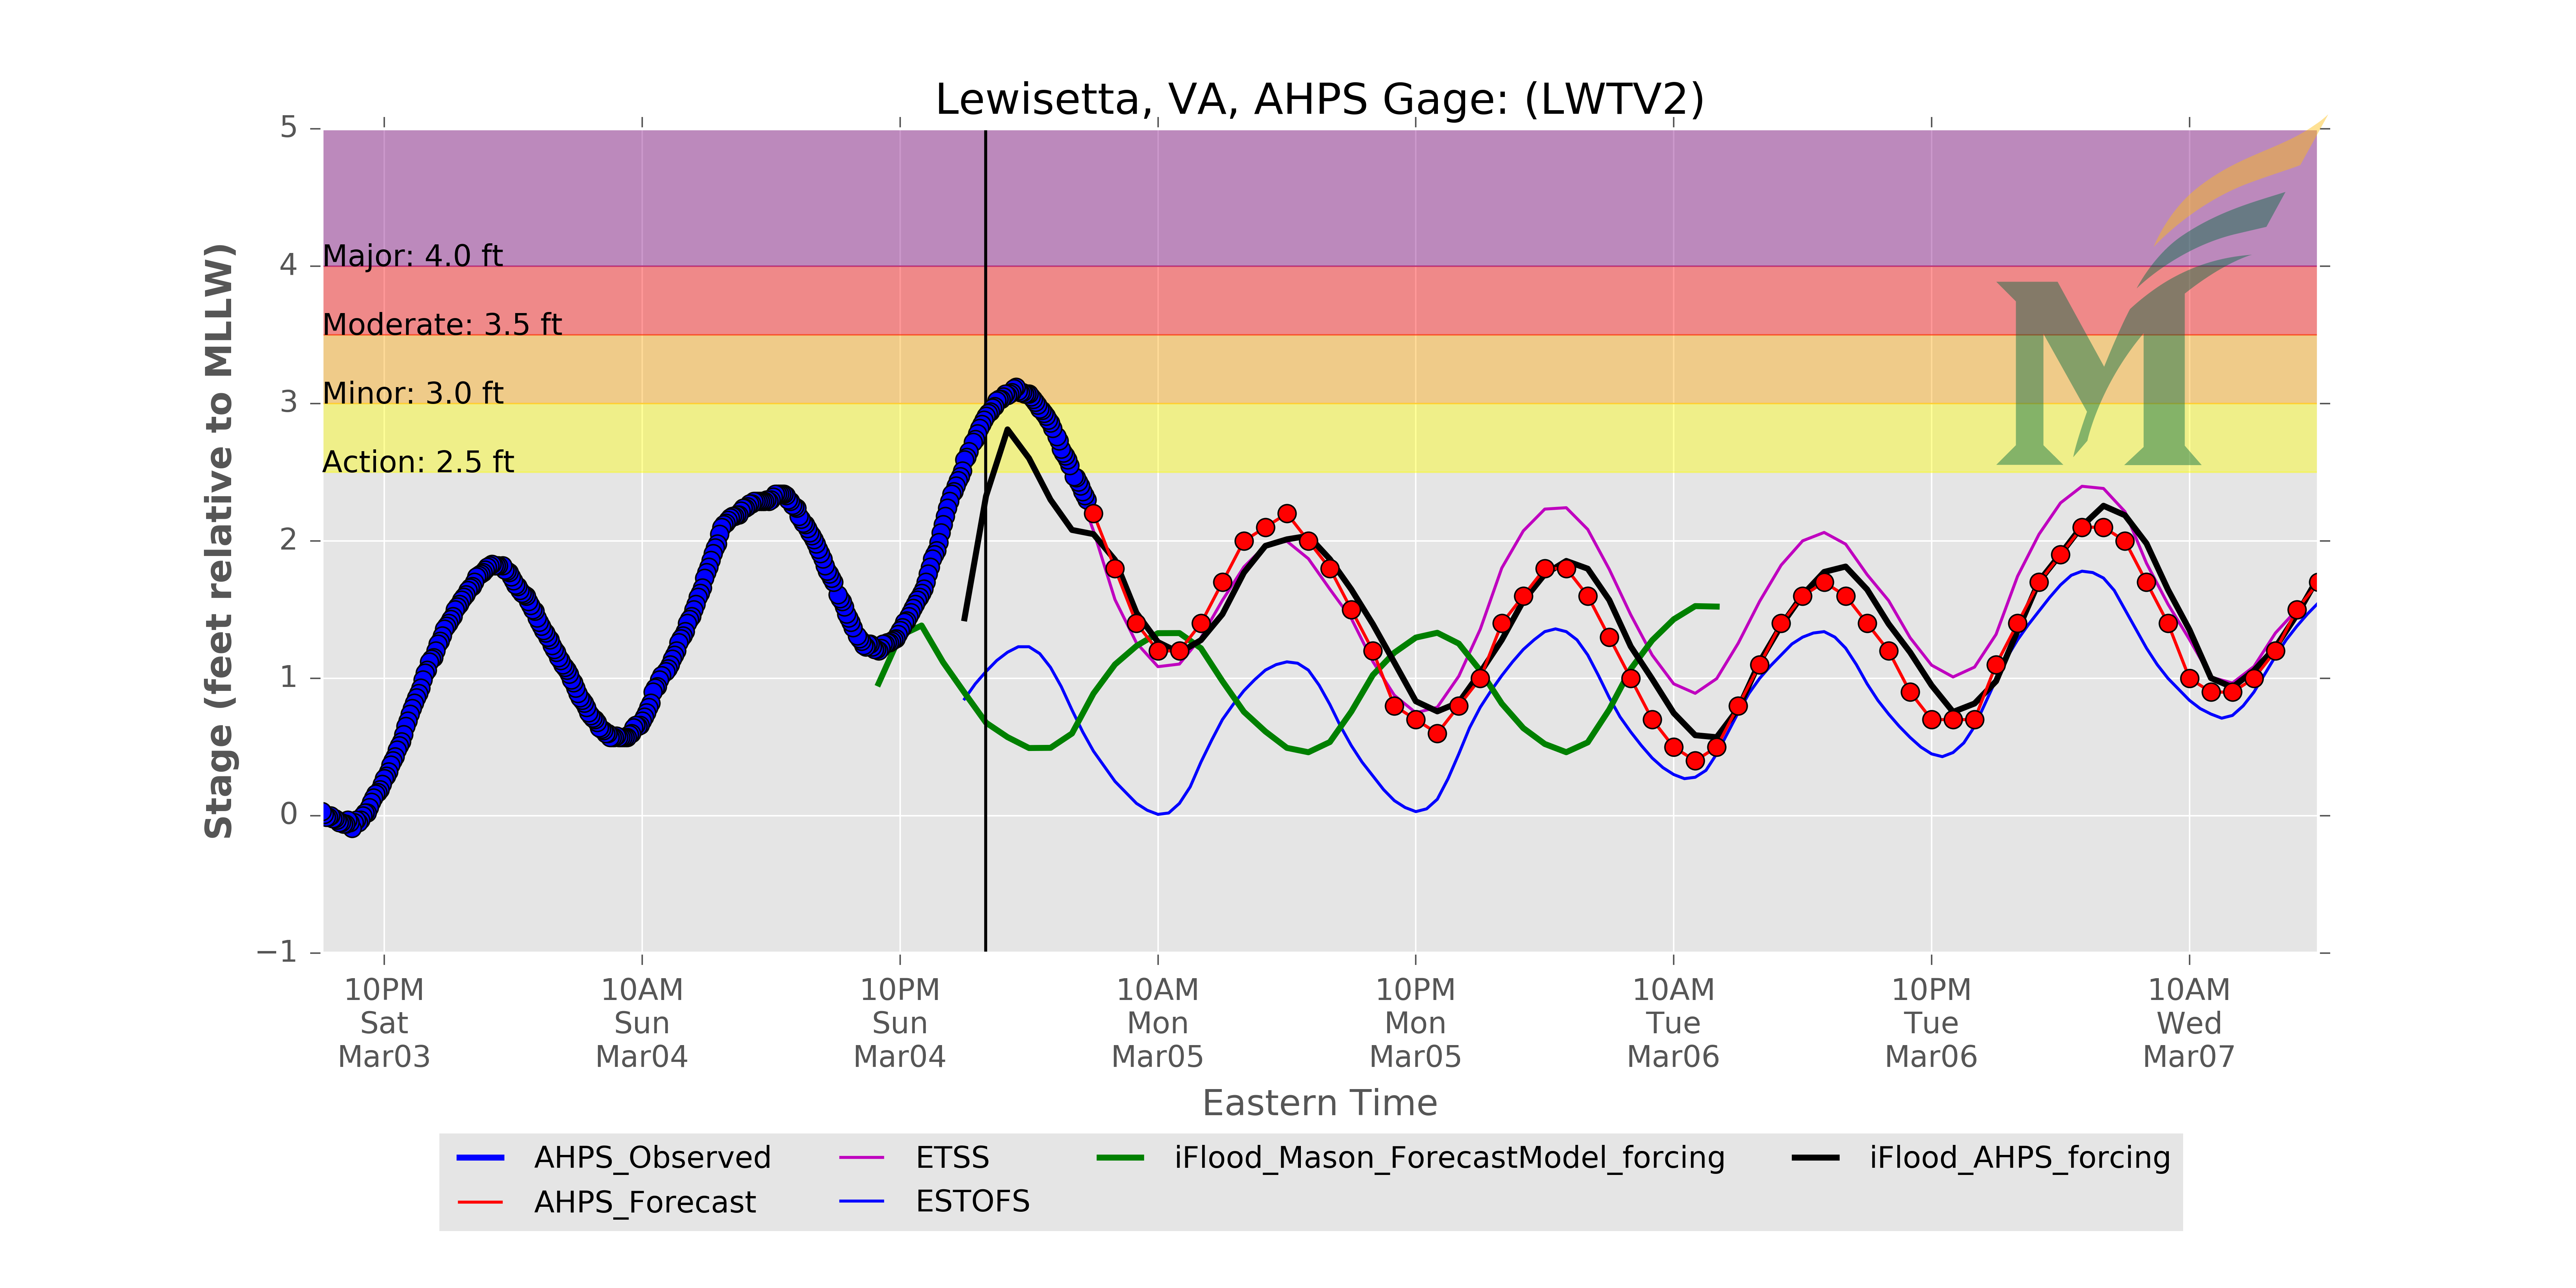 Lewisetta, VA, AHPS Gage: (LWTV2)
Stage (feet relative to MLLW)
5
4
3
2
1
0
−1
Major: 4.0 ft
Moderate: 3.5 ft
Minor: 3.0 ft
Action: 2.5 ft
M
10PM 10AM 10PM 10AM 10PM 10AM 10PM 10AM
Sat Sun Sun Mon Mon Tue Tue Wed
Mar03 Mar04 Mar04 Mar05 Mar05 Mar06 Mar06 Mar07
Eastern Time
AHPS_Observed ETSS iFlood_Mason_ForecastModel_forcing iFlood_AHPS_forcing
AHPS_Forecast ESTOFS